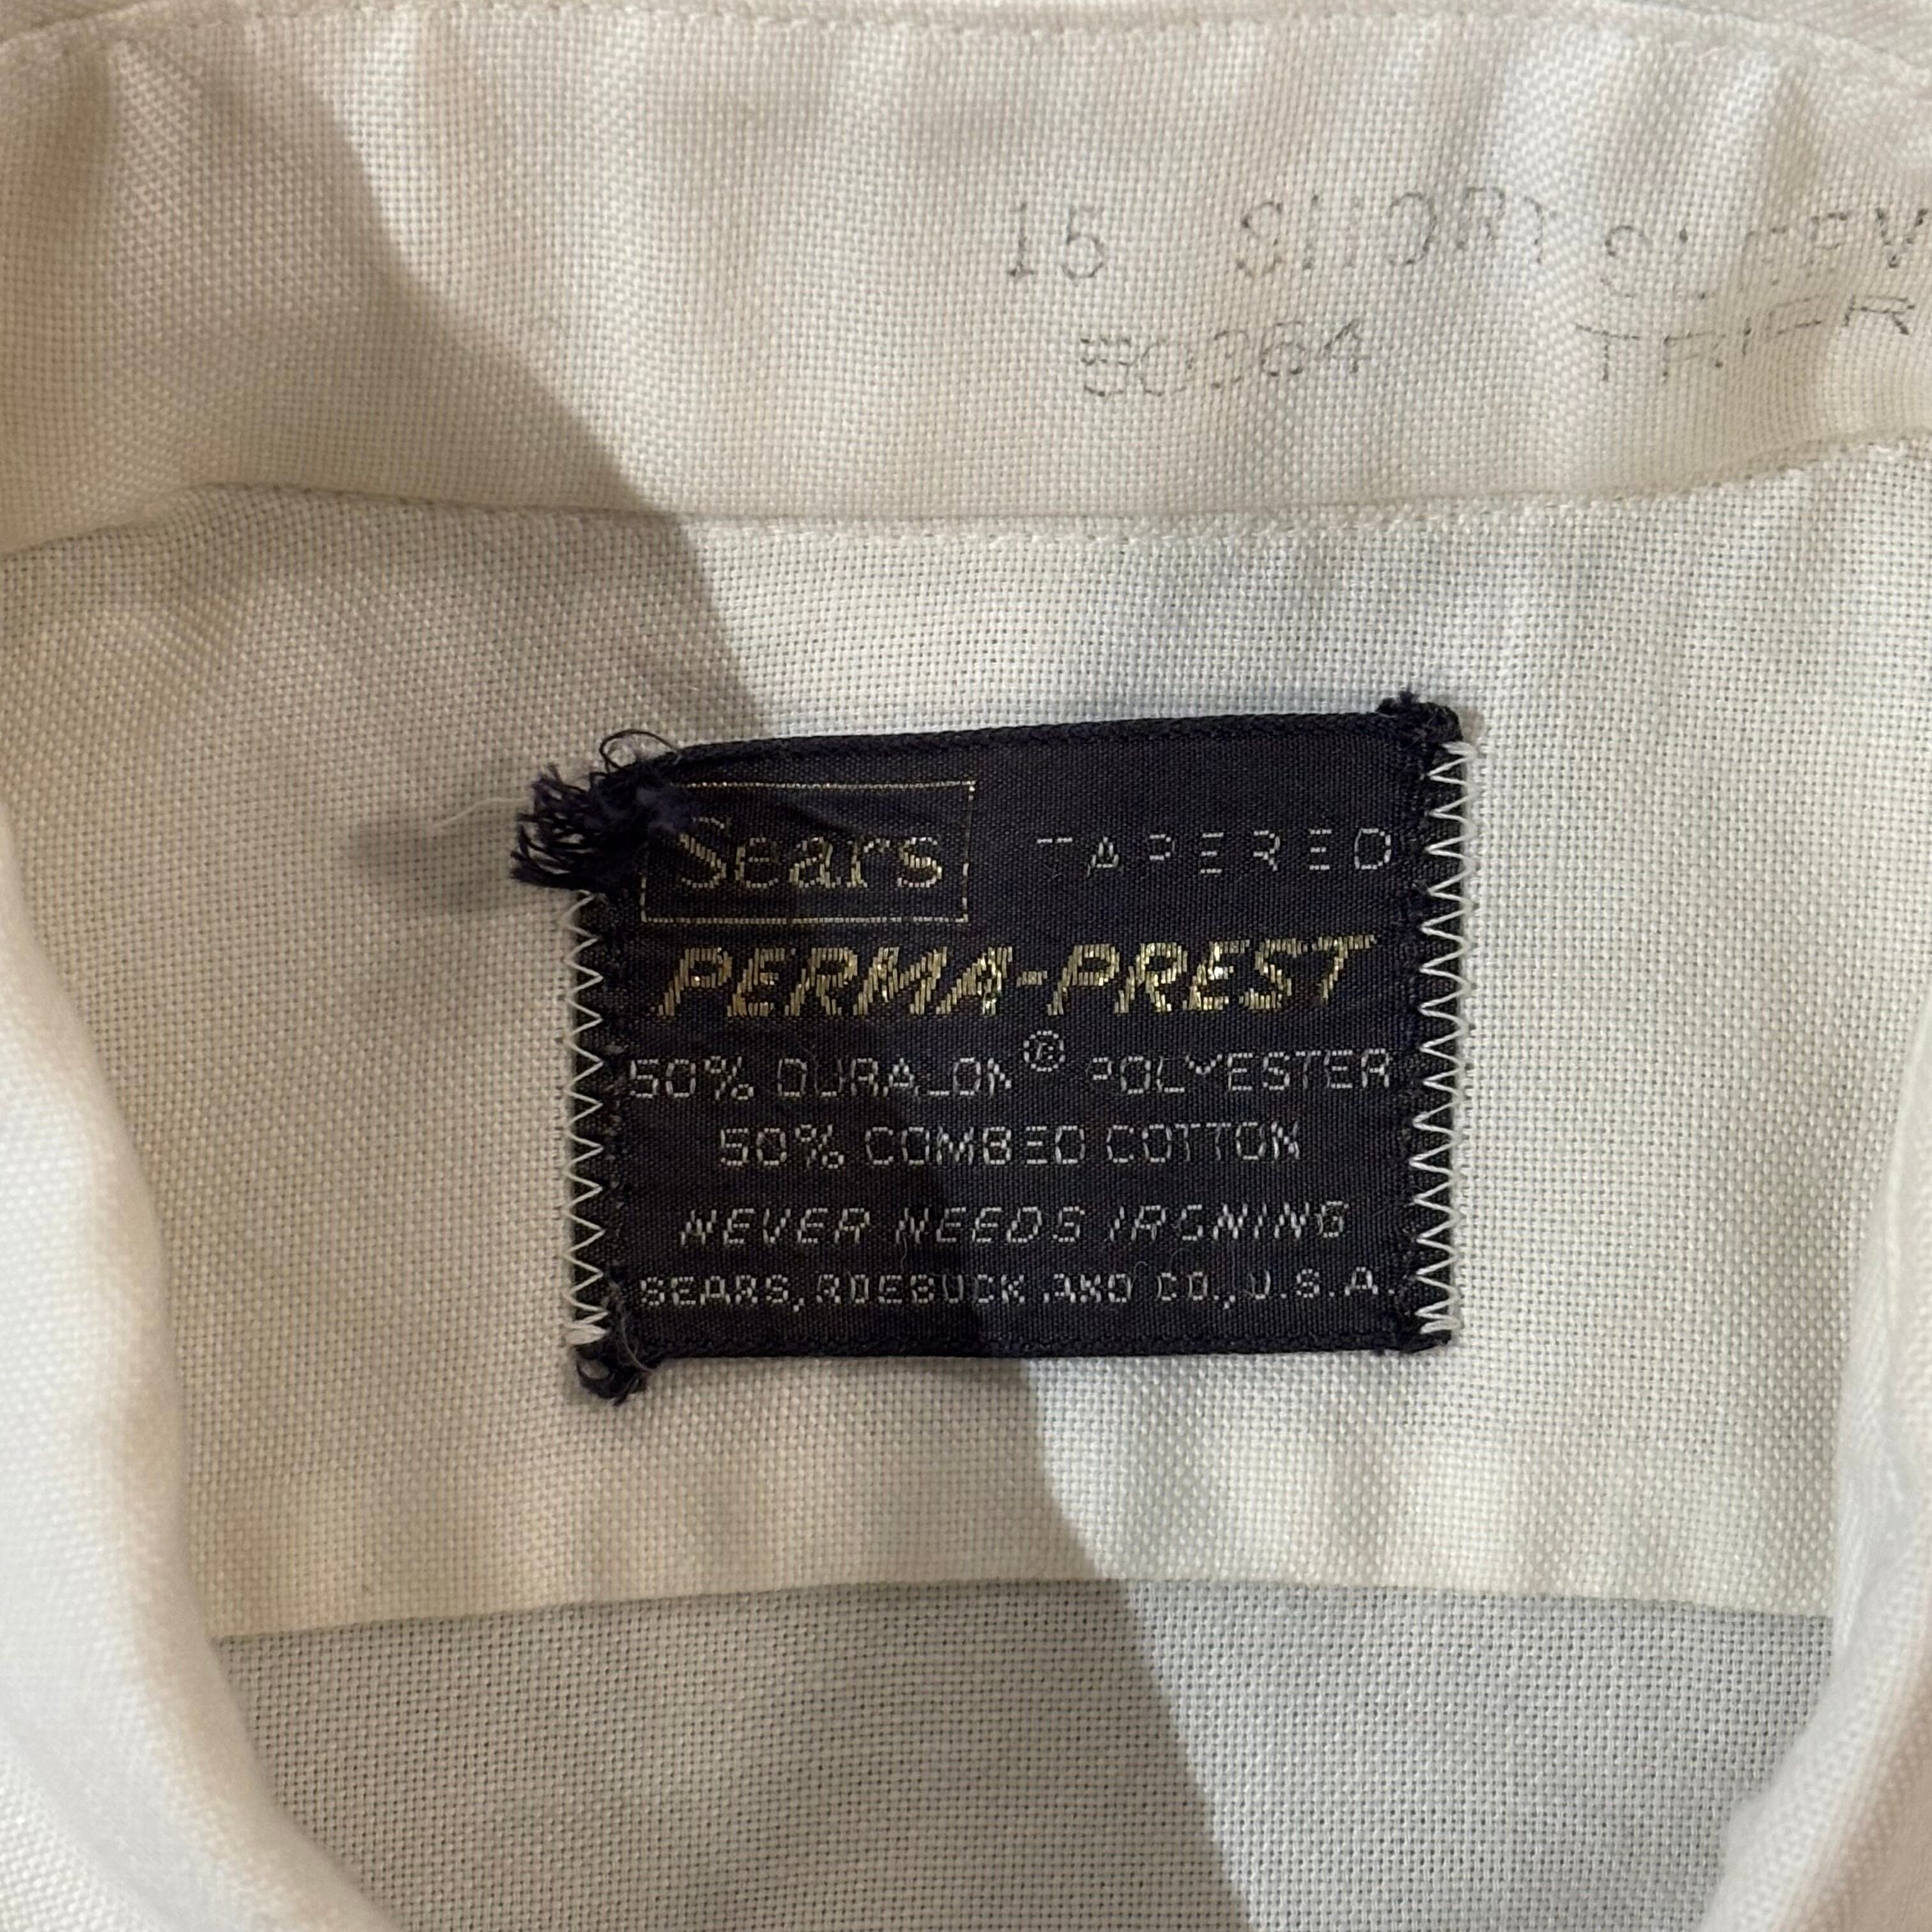 15 SHORT SLEEV
Sears TAPERED
PERMA-PREST
50% DURALON® POLYESTER
50% COMBED COTTON
NEVER NEEDS IRONING
SEARS, ROEBUCK AND CO., U.S.A.